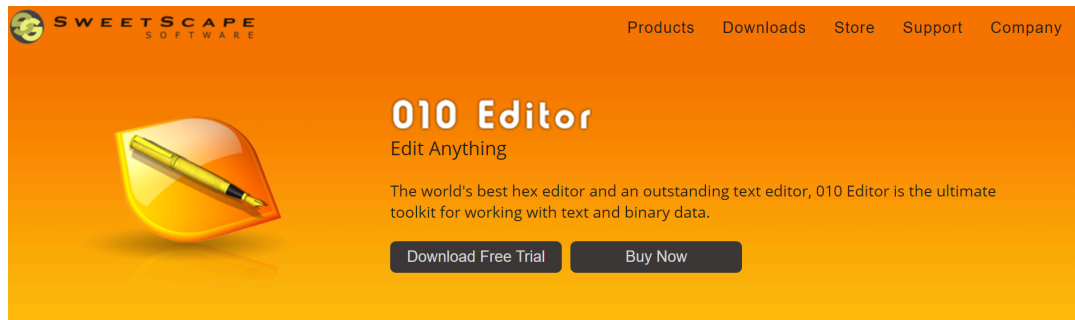 SWEETSCAPE
SOFTWARE
Products Downloads Store Support Company
010 Editor
Edit Anything
The world's best hex editor and an outstanding text editor, 010 Editor is the ultimate
toolkit for working with text and binary data.
Download Free Trial Buy Now